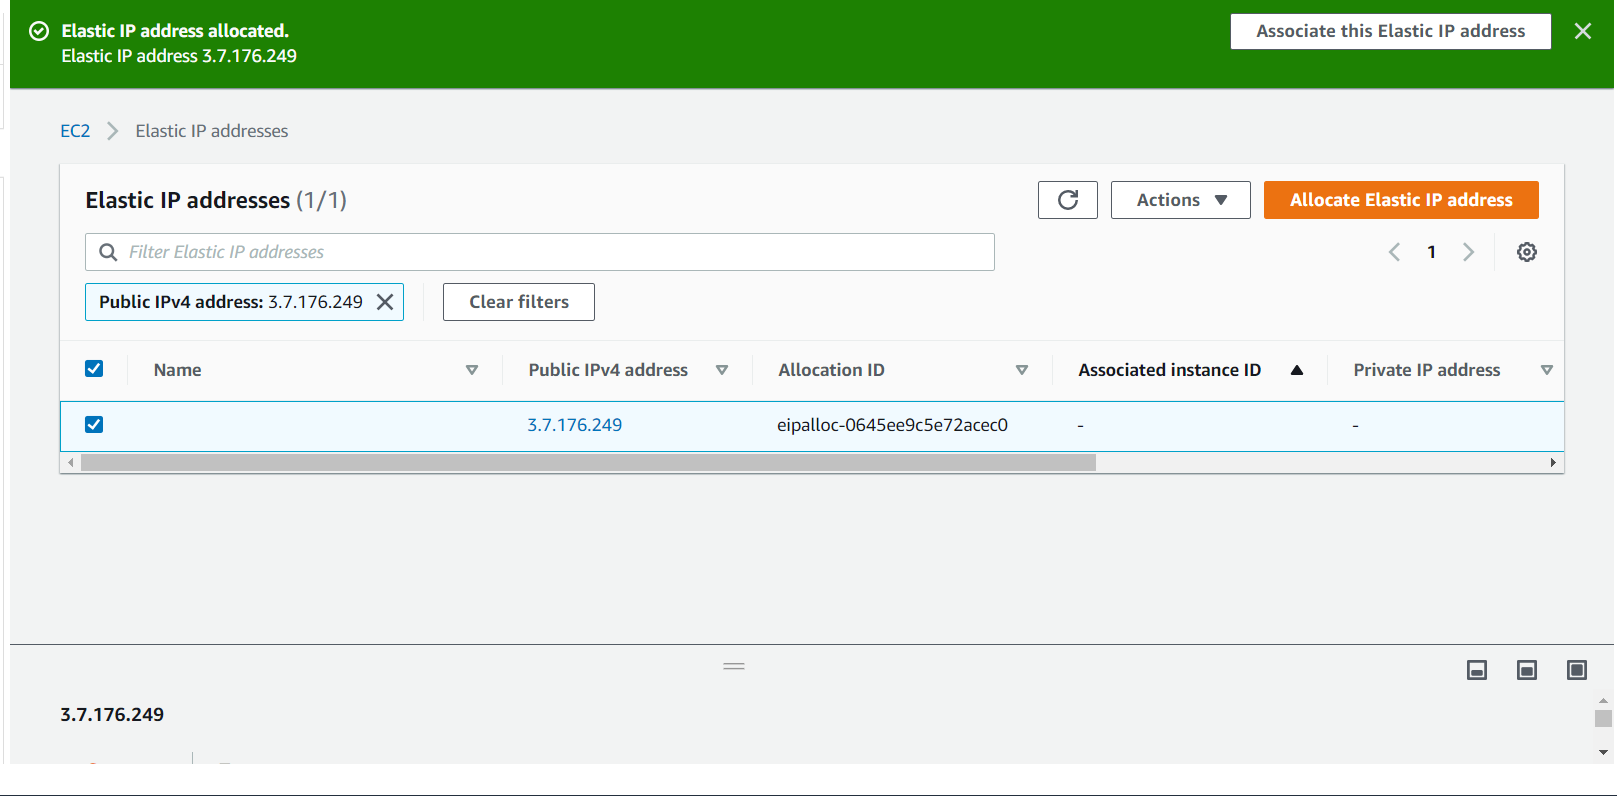 Elastic IP address allocated.
Elastic IP address 3.7.176.249
Associate this Elastic IP address
EC2 Elastic IP addresses
Elastic IP addresses (1/1)
Actions
Allocate Elastic IP address
Filter Elastic IP addresses
1
Public IPv4 address: 3.7.176.249
Clear filters
Name Public IPv4 address Allocation ID Associated instance ID Private IP address
3.7.176.249 eipalloc-0645ee9c5e72acec0 - -
3.7.176.249